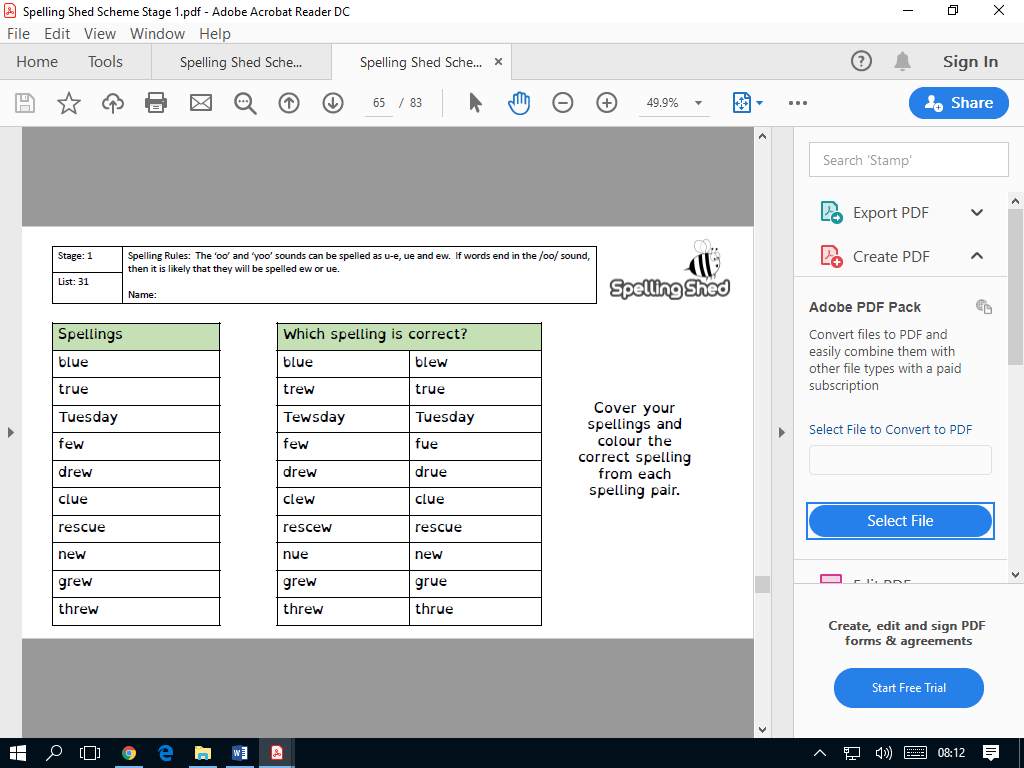 Spelling Shed Scheme Stage 1.pdf - Adobe Acrobat Reader DC
File Edit View Window Help
Home Tools Spelling Shed Sche... Spelling Shed Sche... × Sign In
65 / 83 49.9% Share
Search 'Stamp'
Export PDF
Create PDF
Adobe PDF Pack
Convert files to PDF and
easily combine them with
other file types with a paid
subscription
Select File to Convert to PDF
Select File
Edit PDF
Create, edit and sign PDF
forms & agreements
Start Free Trial
Stage: 1
List: 31
Spelling Rules: The ‘oo’ and ‘yoo’ sounds can be spelled as u-e, ue and ew. If words end in the /oo/ sound,
then it is likely that they will be spelled ew or ue.
Name:
Spelling Shed
Spellings
blue
true
Tuesday
few
drew
clue
rescue
new
grew
threw
Which spelling is correct?
blue blew
trew true
Tewsday Tuesday
few fue
drew drue
clew clue
rescew rescue
nue new
grew grue
threw thrue
Cover your
spellings and
colour the
correct spelling
from each
spelling pair.
08:12